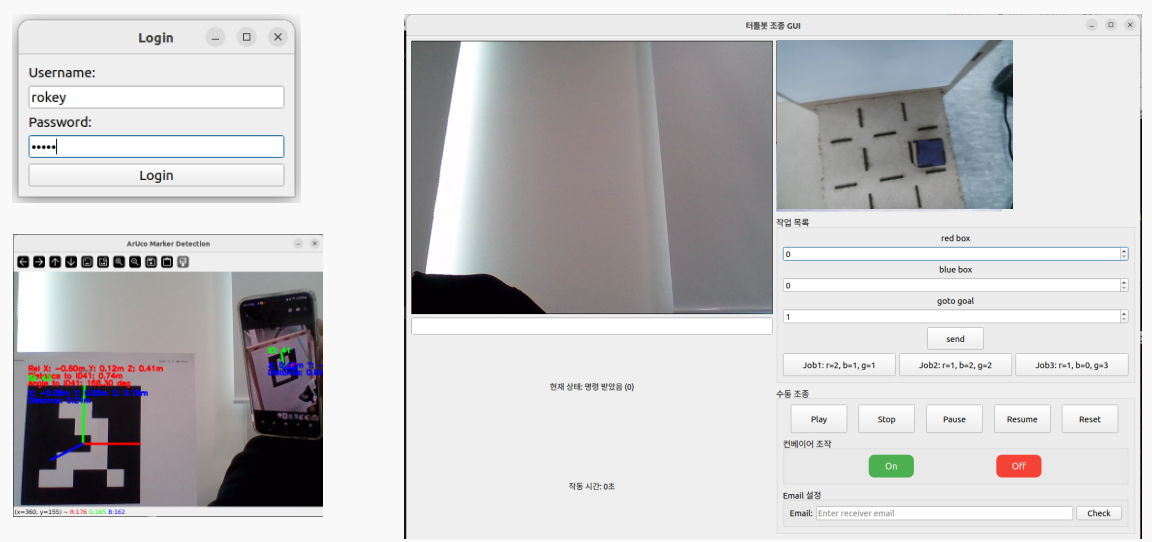 Login
Username:
rokey
Password:
•••••
Login
ArUco Marker Detection
Rel X: -0.60m Y: 0.12m Z: 0.41m
Distance to ID41: 0.74m
Angle to ID41: 168.30 deg
(x=360, y=155) ~ R:176 G:165 B:162
터틀봇 조종 GUI
현재 상태: 명령 받았음 (0)
작동 시간: 0초
작업 목록
red box
0
blue box
0
goto goal
1
send
Job1: r=2, b=1, g=1
Job2: r=1, b=2, g=2
Job3: r=1, b=0, g=3
수동 조종
Play
Stop
Pause
Resume
Reset
컨베이어 조작
On
Off
Email 설정
Email:
Enter receiver email
Check